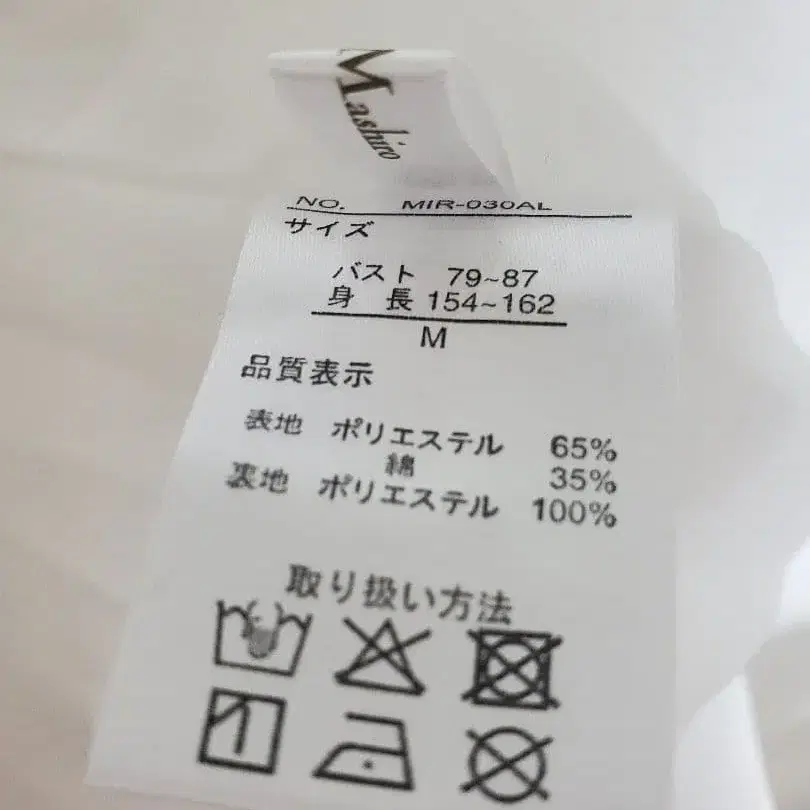 Mashiro
NO. MIR-030AL
サイズ
バスト 79~87
身 長 154~162
M
品質表示
表地 ポリエステル 65%
綿 35%
裏地 ポリエステル 100%
取り扱い方法